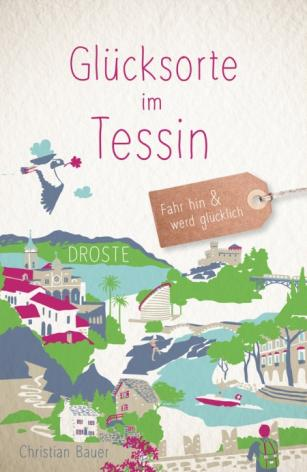 Glücksorte
im
Tessin
Fahr hin &
werd glücklich
DROSTE
Christian Bauer